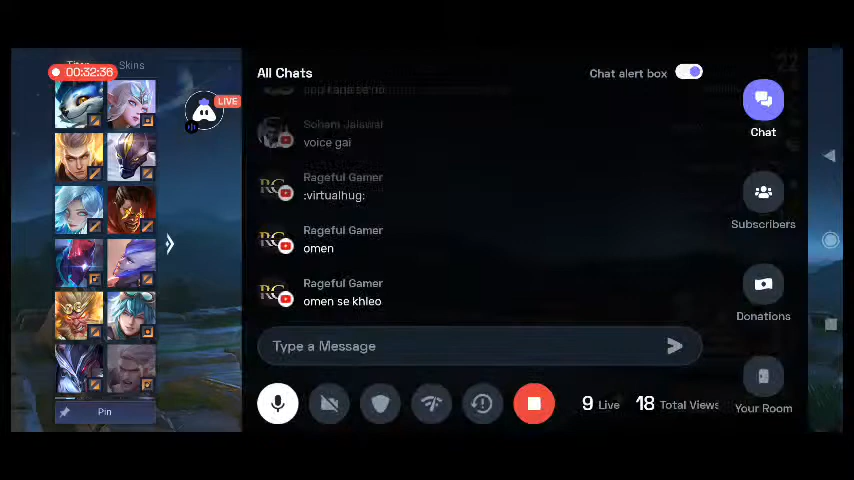 Skins
00:32:36
All Chats
Chat alert box
LIVE
Soham Jaiswal
voice gai
Chat
Rageful Gamer
:virtualhug:
Rageful Gamer
omen
Subscribers
Rageful Gamer
omen se khleo
Donations
Type a Message
Pin
9 Live
18 Total Views
Your Room